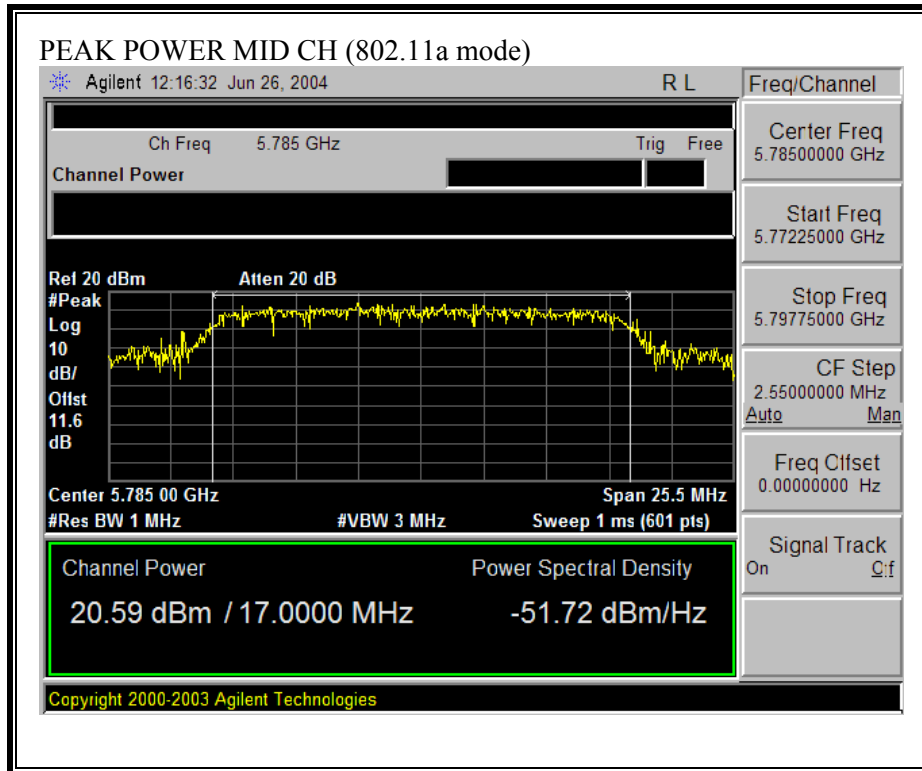 PEAK POWER MID CH (802.11a mode)
Agilent 12:16:32 Jun 26, 2004 R L Freq/Channel
Ch Freq 5.785 GHz Trig Free
Channel Power
Center Freq
5.78500000 GHz
Start Freq
5.77225000 GHz
Stop Freq
5.79775000 GHz
CF Step
2.55000000 MHz
Auto Man
Freq Offset
0.00000000 Hz
Signal Track
On Off
Ref 20 dBm Atten 20 dB
#Peak
Log
10
dB/
Offst
11.6
dB
Center 5.785 00 GHz Span 25.5 MHz
#Res BW 1 MHz #VBW 3 MHz Sweep 1 ms (601 pts)
Channel Power Power Spectral Density
20.59 dBm / 17.0000 MHz -51.72 dBm/Hz
Copyright 2000-2003 Agilent Technologies